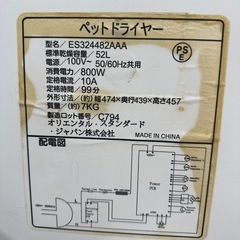 ペットドライヤー
型名／ES324482AAA
標準乾燥容量／52L
電源／100V~ 50/60Hz共用
消費電力／800W
定格電流／10A
定格時間／99分
外形寸法／(約)幅474×奥行439×高さ457
質量／(約)7KG
製造ロット番号／C794
オリエンタル・スタンダード
・ジャパン株式会社
MADE IN CHINA
PS
E
配電図
Power
PCB